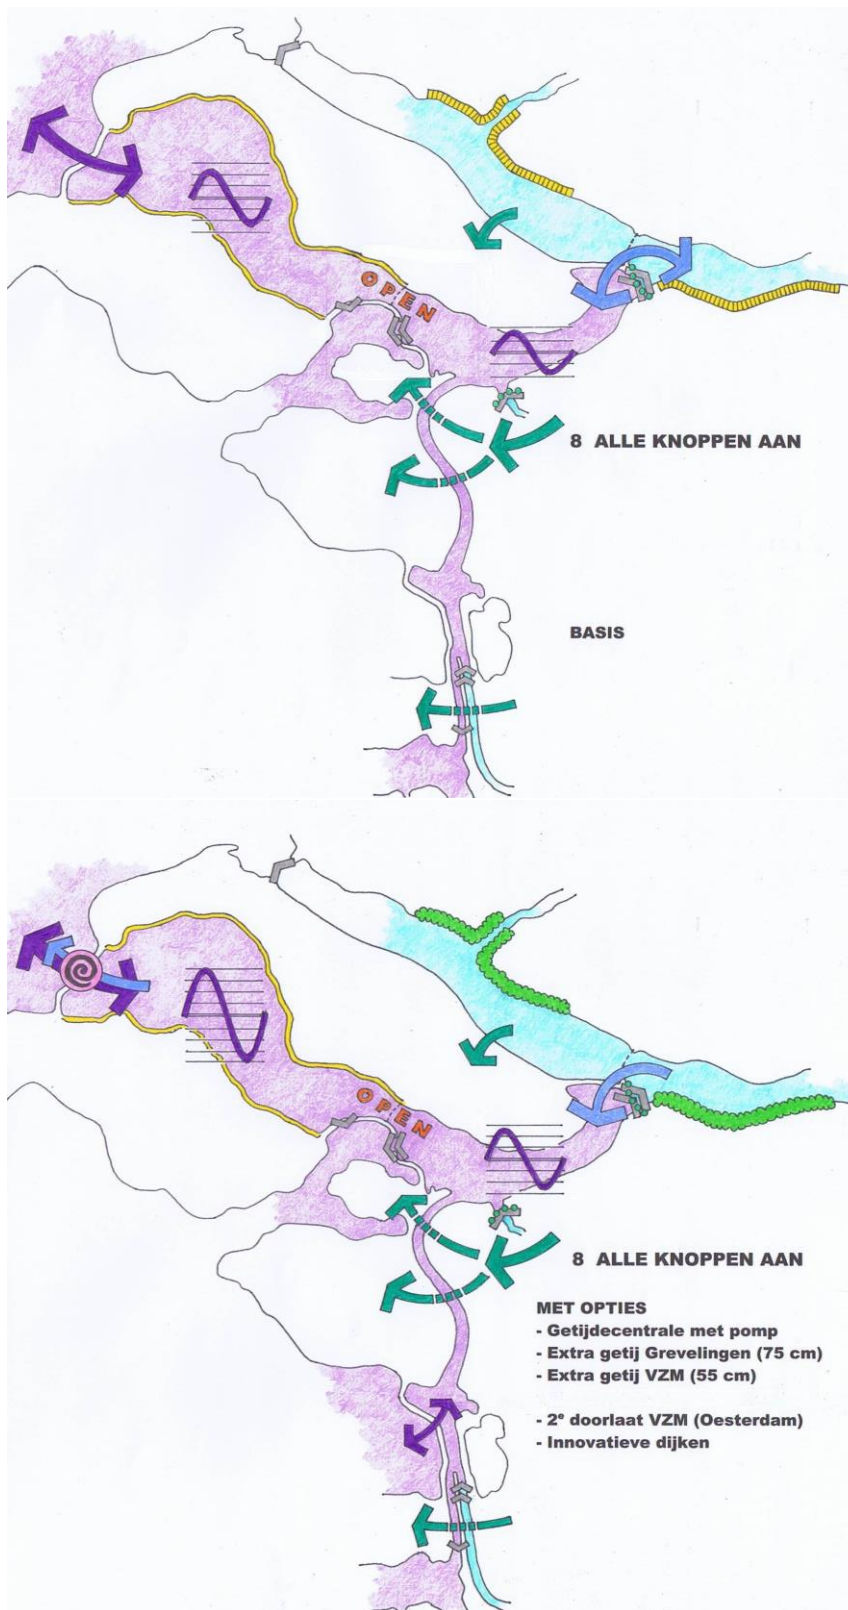 OPEN
8 ALLE KNOPPEN AAN
BASIS
OPEN
8 ALLE KNOPPEN AAN
MET OPTIES
- Getijdecentrale met pomp
- Extra getij Grevelingen (75 cm)
- Extra getij VZM (55 cm)
- 2e doorlaat VZM (Oesterdam)
- Innovatieve dijken